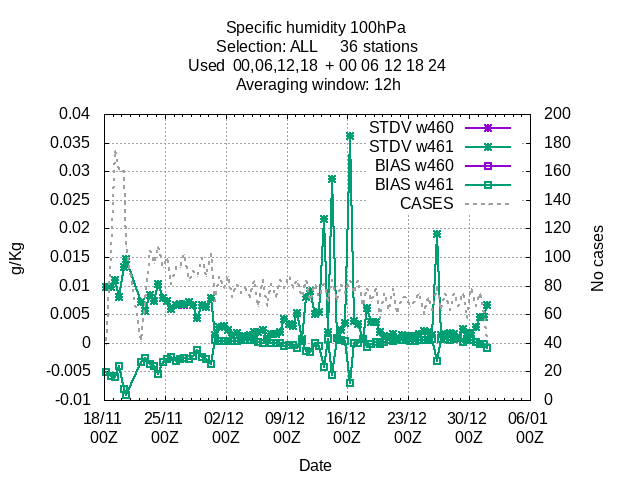 Specific humidity 100hPa
Selection: ALL     36 stations
Used  00,06,12,18  + 00 06 12 18 24
Averaging window: 12h
0.04
0.035
0.03
0.025
0.02
0.015
0.01
0.005
0
-0.005
-0.01
g/Kg
STDV w460
STDV w461
BIAS w460
BIAS w461
CASES
200
180
160
140
120
100
80
60
40
20
0
No cases
18/11 25/11 02/12 09/12 16/12 23/12 30/12 06/01
00Z 00Z 00Z 00Z 00Z 00Z 00Z 00Z
Date